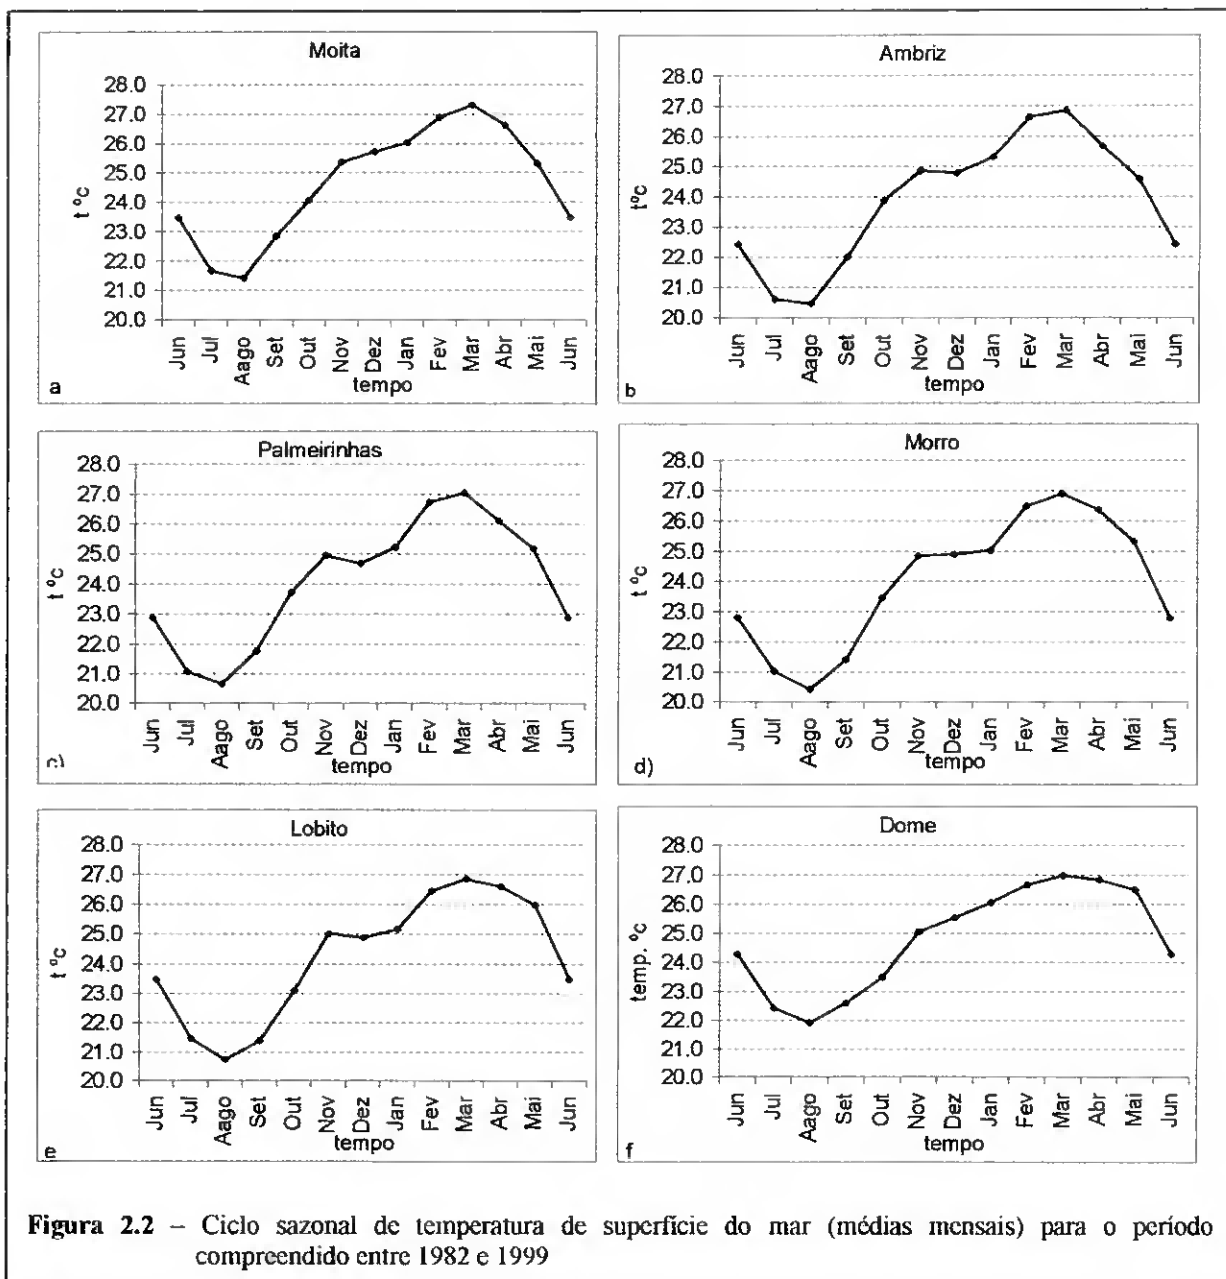 Moita
28.0
27.0
26.0
25.0
24.0
23.0
22.0
21.0
20.0
t ºc
Jun Jul Aago Set Out Nov Dez Jan Fev Mar Abr Mai Jun
tempo
a
Ambriz
28.0
27.0
26.0
25.0
24.0
23.0
22.0
21.0
20.0
tºc
Jun Jul Aago Set Out Nov Dez Jan Fev Mar Abr Mai Jun
tempo
b
Palmeirinhas
28.0
27.0
26.0
25.0
24.0
23.0
22.0
21.0
20.0
t ºc
Jun Jul Aago Set Out Nov Dez Jan Fev Mar Abr Mai Jun
tempo
c)
Morro
28.0
27.0
26.0
25.0
24.0
23.0
22.0
21.0
20.0
t ºc
Jun Jul Aago Set Out Nov Dez Jan Fev Mar Abr Mai Jun
tempo
d)
Lobito
28.0
27.0
26.0
25.0
24.0
23.0
22.0
21.0
20.0
t ºc
Jun Jul Aago Set Out Nov Dez Jan Fev Mar Abr Mai Jun
tempo
e
Dome
28.0
27.0
26.0
25.0
24.0
23.0
22.0
21.0
20.0
temp. ºc
Jun Jul Aago Set Out Nov Dez Jan Fev Mar Abr Mai Jun
tempo
f
Figura 2.2 – Ciclo sazonal de temperatura de superfície do mar (médias mensais) para o período
compreendido entre 1982 e 1999